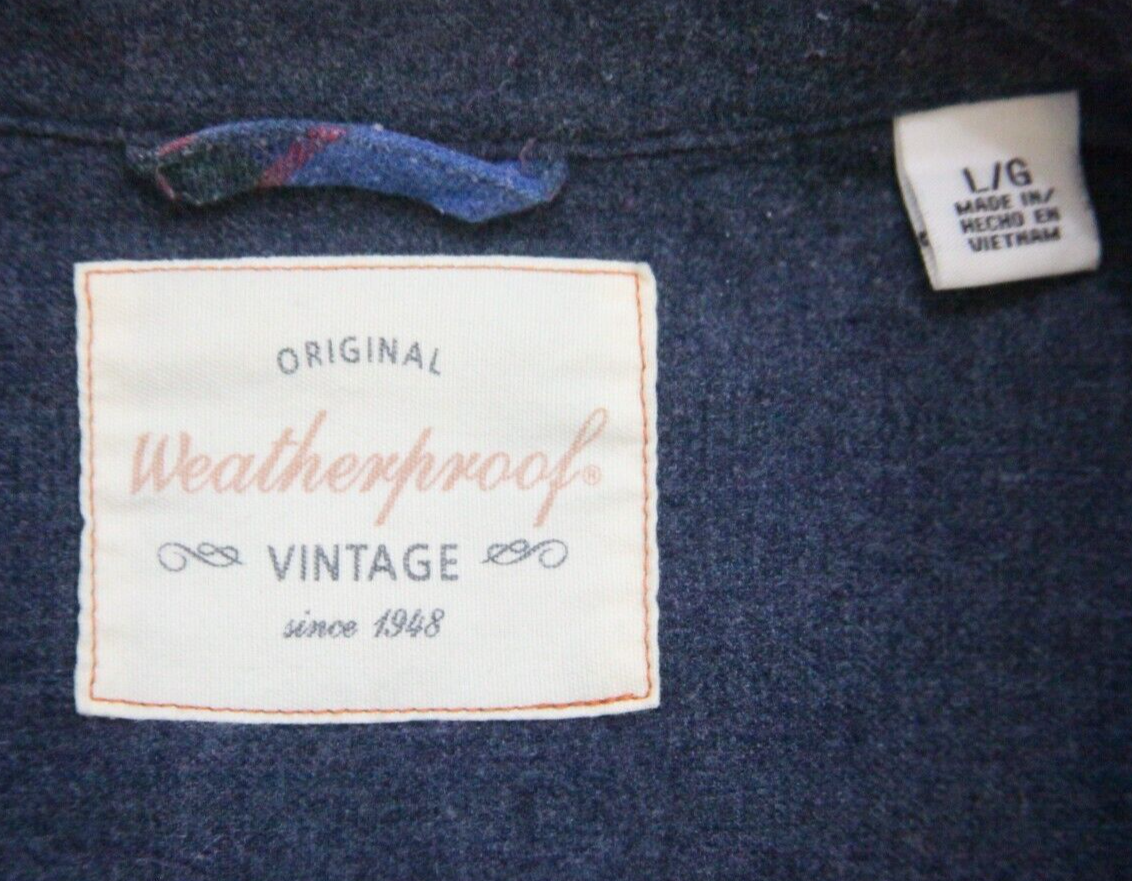 L/G
MADE IN/
HECHO EN
VIETNAM
ORIGINAL
Weatherproof®
VINTAGE
since 1948